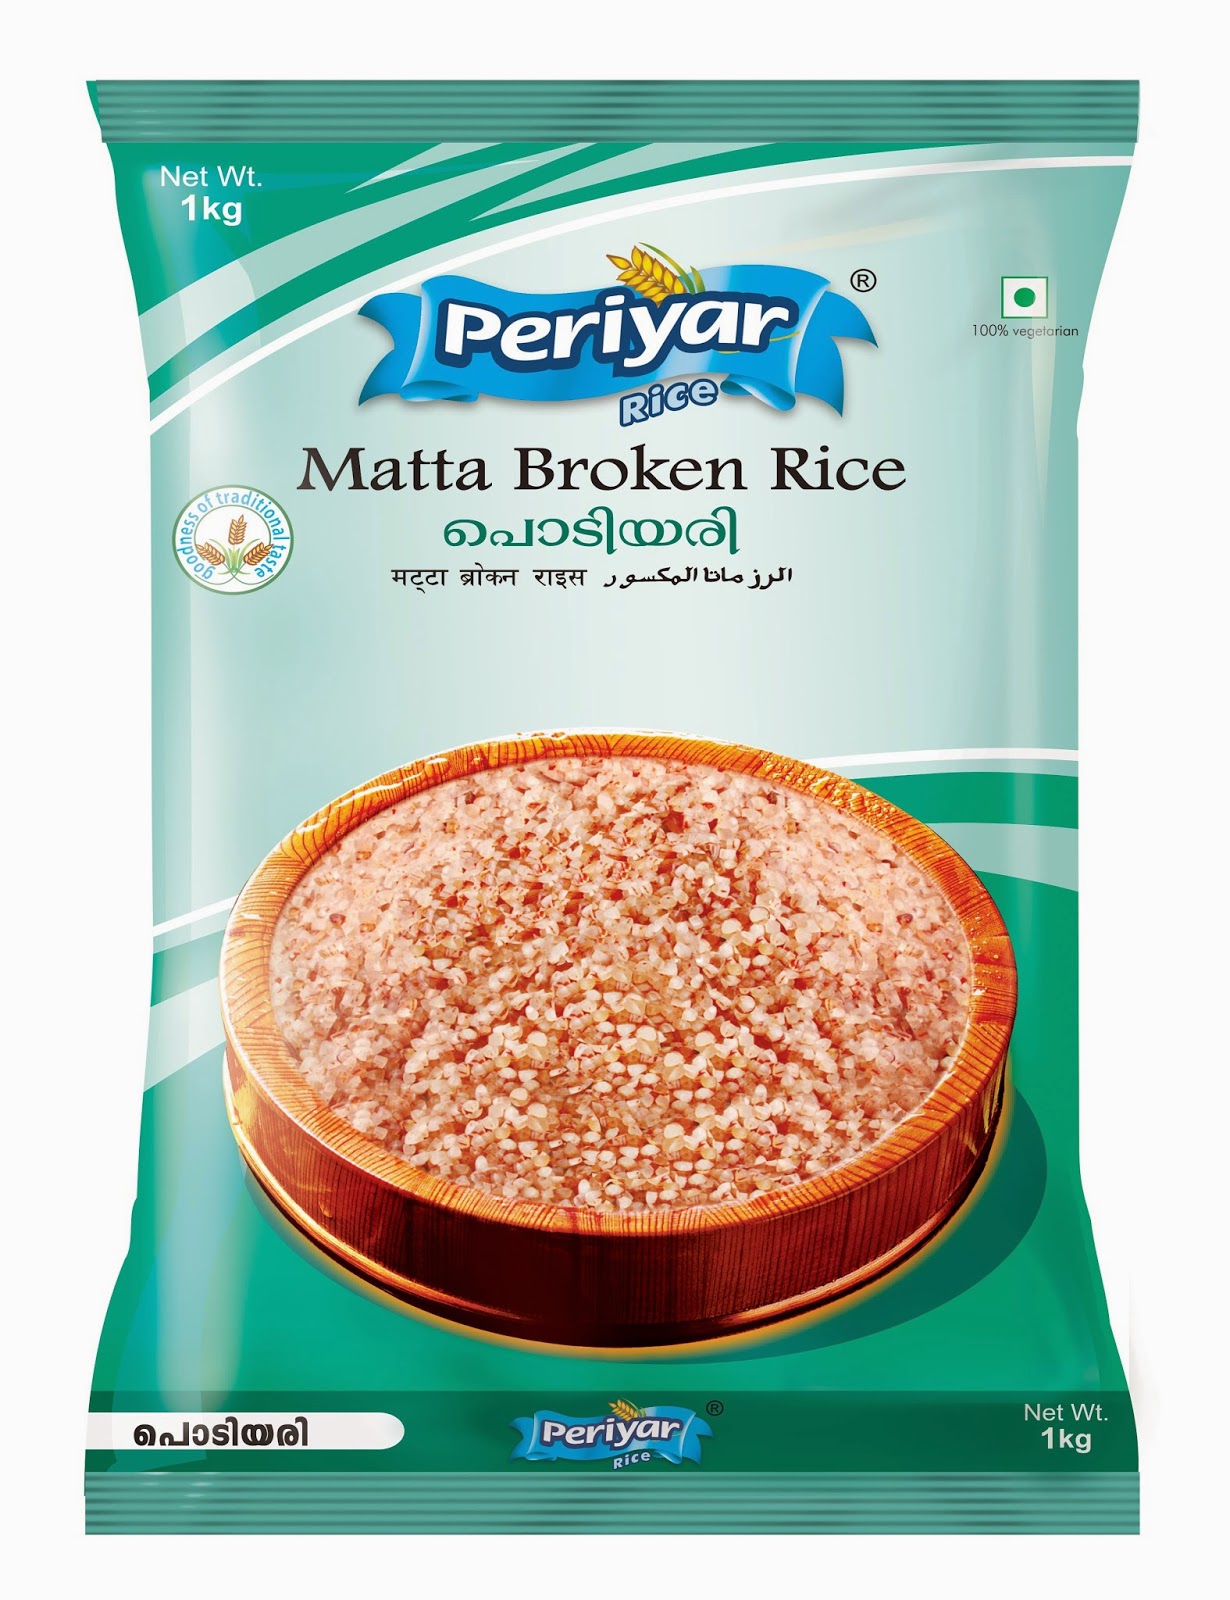 Net Wt.
1kg
Periyar
®
Rice
100% vegetarian
Matta Broken Rice
പൊടിയരി
मट्टा ब्रोकन राइस الرز ماتا المكسور
goodness of traditional taste
പൊടിയരി
Periyar
®
Rice
Net Wt.
1kg